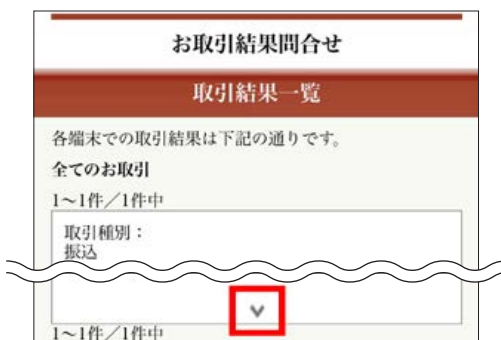 お取引結果問合せ
取引結果一覧
各端末での取引結果は下記の通りです。
全てのお取引
1～1件／1件中
取引種別：
振込
1～1件／1件中